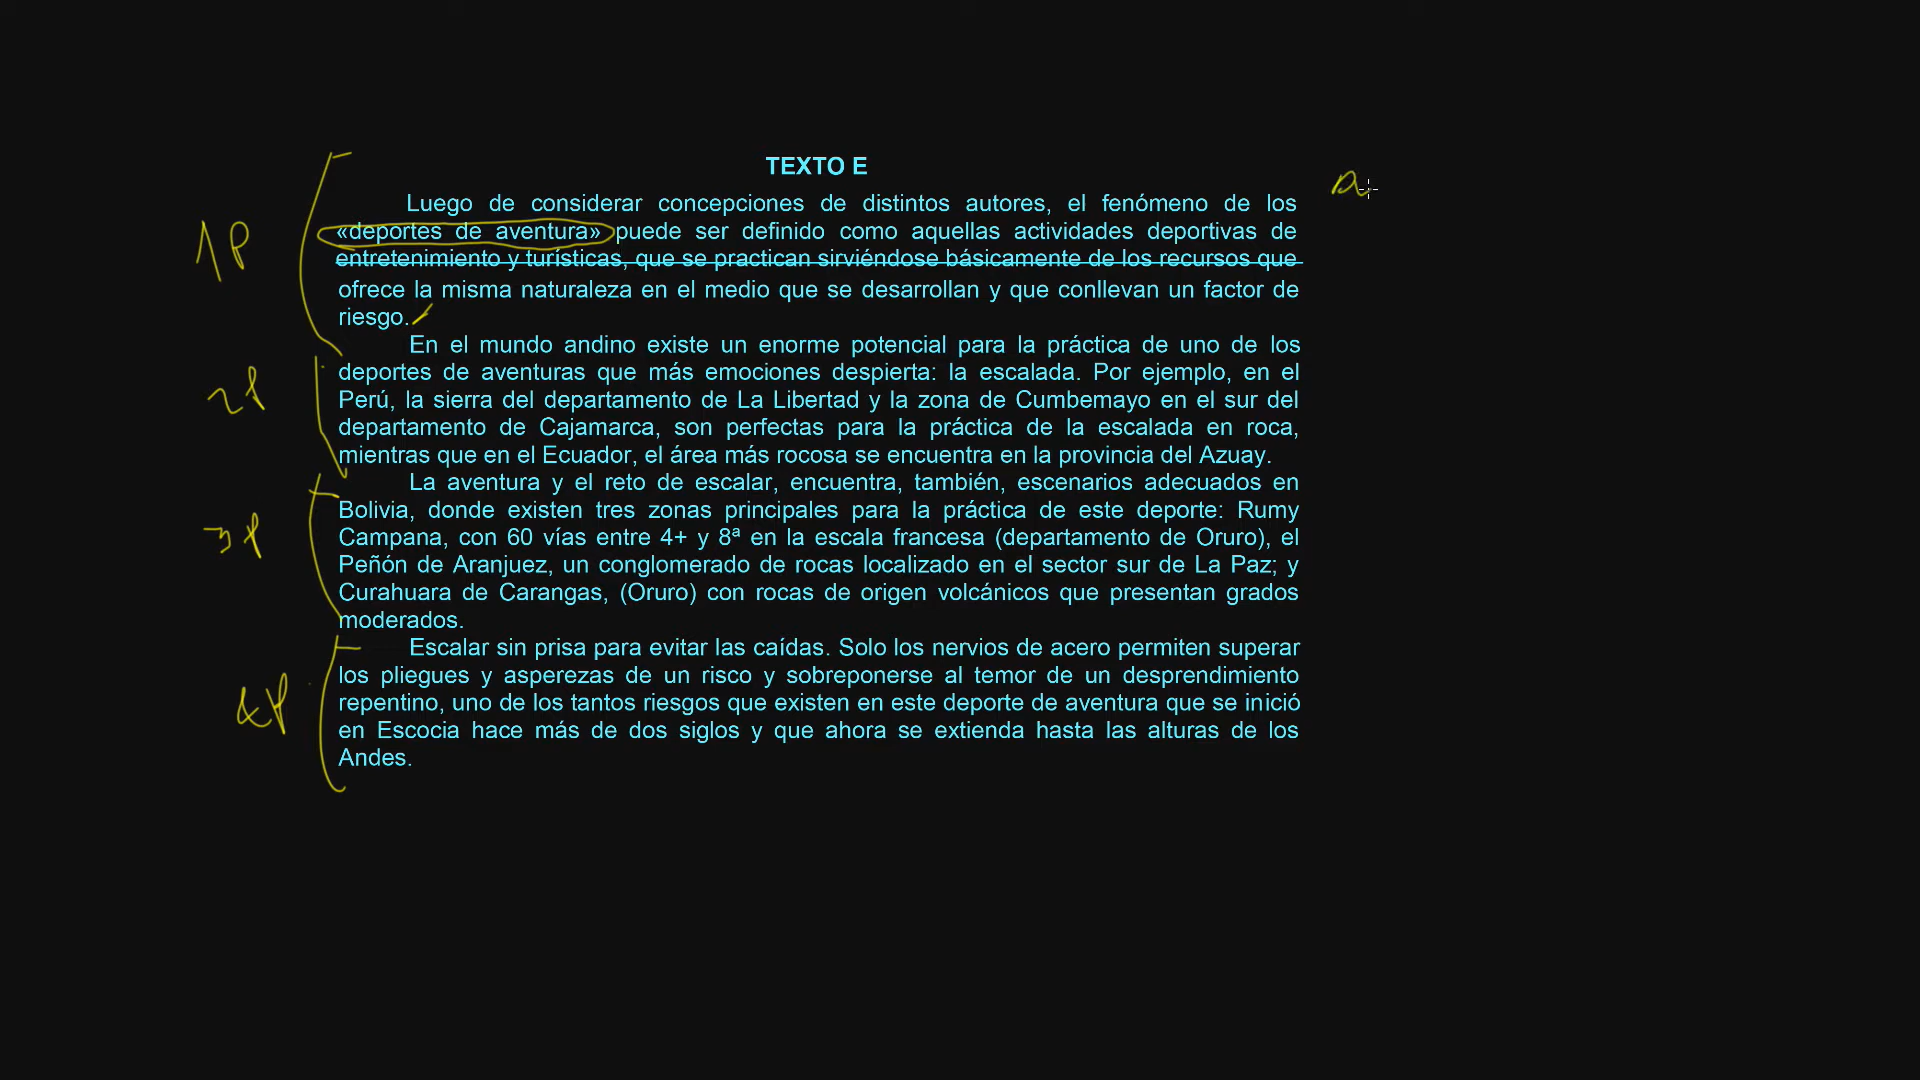 TEXTO E
Luego de considerar concepciones de distintos autores, el fenómeno de los
«deportes de aventura» puede ser definido como aquellas actividades deportivas de
entretenimiento y turísticas, que se practican sirviéndose básicamente de los recursos que
ofrece la misma naturaleza en el medio que se desarrollan y que conllevan un factor de
riesgo.
1P
En el mundo andino existe un enorme potencial para la práctica de uno de los
deportes de aventuras que más emociones despierta: la escalada. Por ejemplo, en el
Perú, la sierra del departamento de La Libertad y la zona de Cumbemayo en el sur del
departamento de Cajamarca, son perfectas para la práctica de la escalada en roca,
mientras que en el Ecuador, el área más rocosa se encuentra en la provincia del Azuay.
2P
La aventura y el reto de escalar, encuentra, también, escenarios adecuados en
Bolivia, donde existen tres zonas principales para la práctica de este deporte: Rumy
Campana, con 60 vías entre 4+ y 8ª en la escala francesa (departamento de Oruro), el
Peñón de Aranjuez, un conglomerado de rocas localizado en el sector sur de La Paz; y
Curahuara de Carangas, (Oruro) con rocas de origen volcánicos que presentan grados
moderados.
3P
Escalar sin prisa para evitar las caídas. Solo los nervios de acero permiten superar
los pliegues y asperezas de un risco y sobreponerse al temor de un desprendimiento
repentino, uno de los tantos riesgos que existen en este deporte de aventura que se inició
en Escocia hace más de dos siglos y que ahora se extienda hasta las alturas de los
Andes.
4P